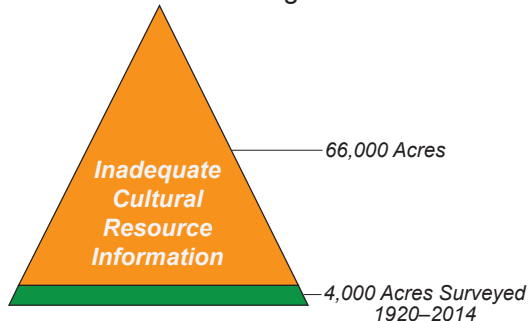 66,000 Acres
Inadequate
Cultural
Resource
Information
4,000 Acres Surveyed
1920–2014